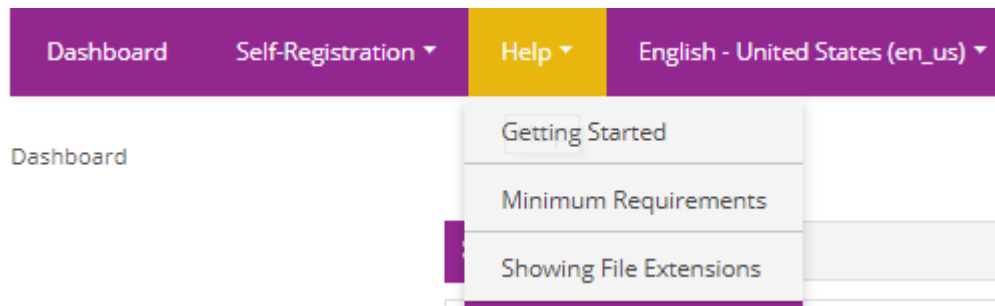 Dashboard Self-Registration Help English - United States (en_us)
Getting Started
Dashboard
Minimum Requirements
Showing File Extensions